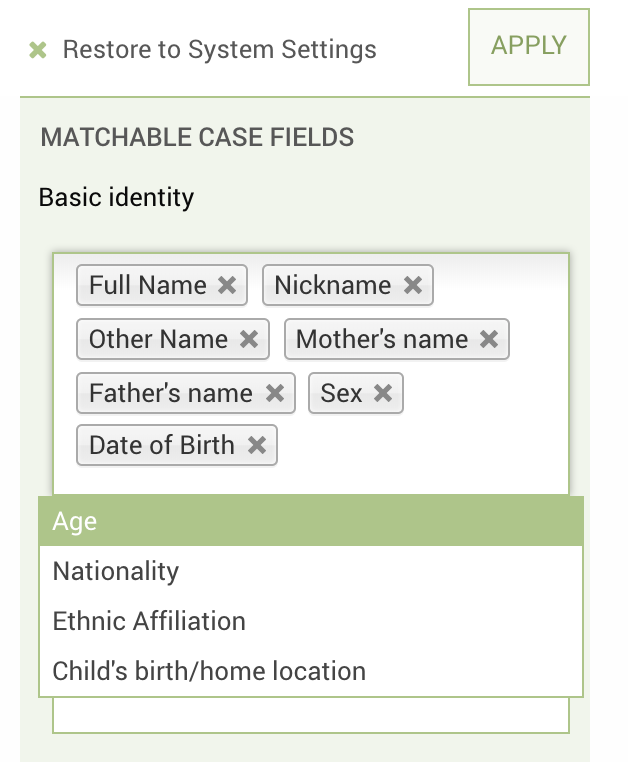 Restore to System Settings
APPLY
MATCHABLE CASE FIELDS
Basic identity
Full Name Nickname
Other Name Mother's name
Father's name Sex
Date of Birth
Age
Nationality
Ethnic Affiliation
Child's birth/home location